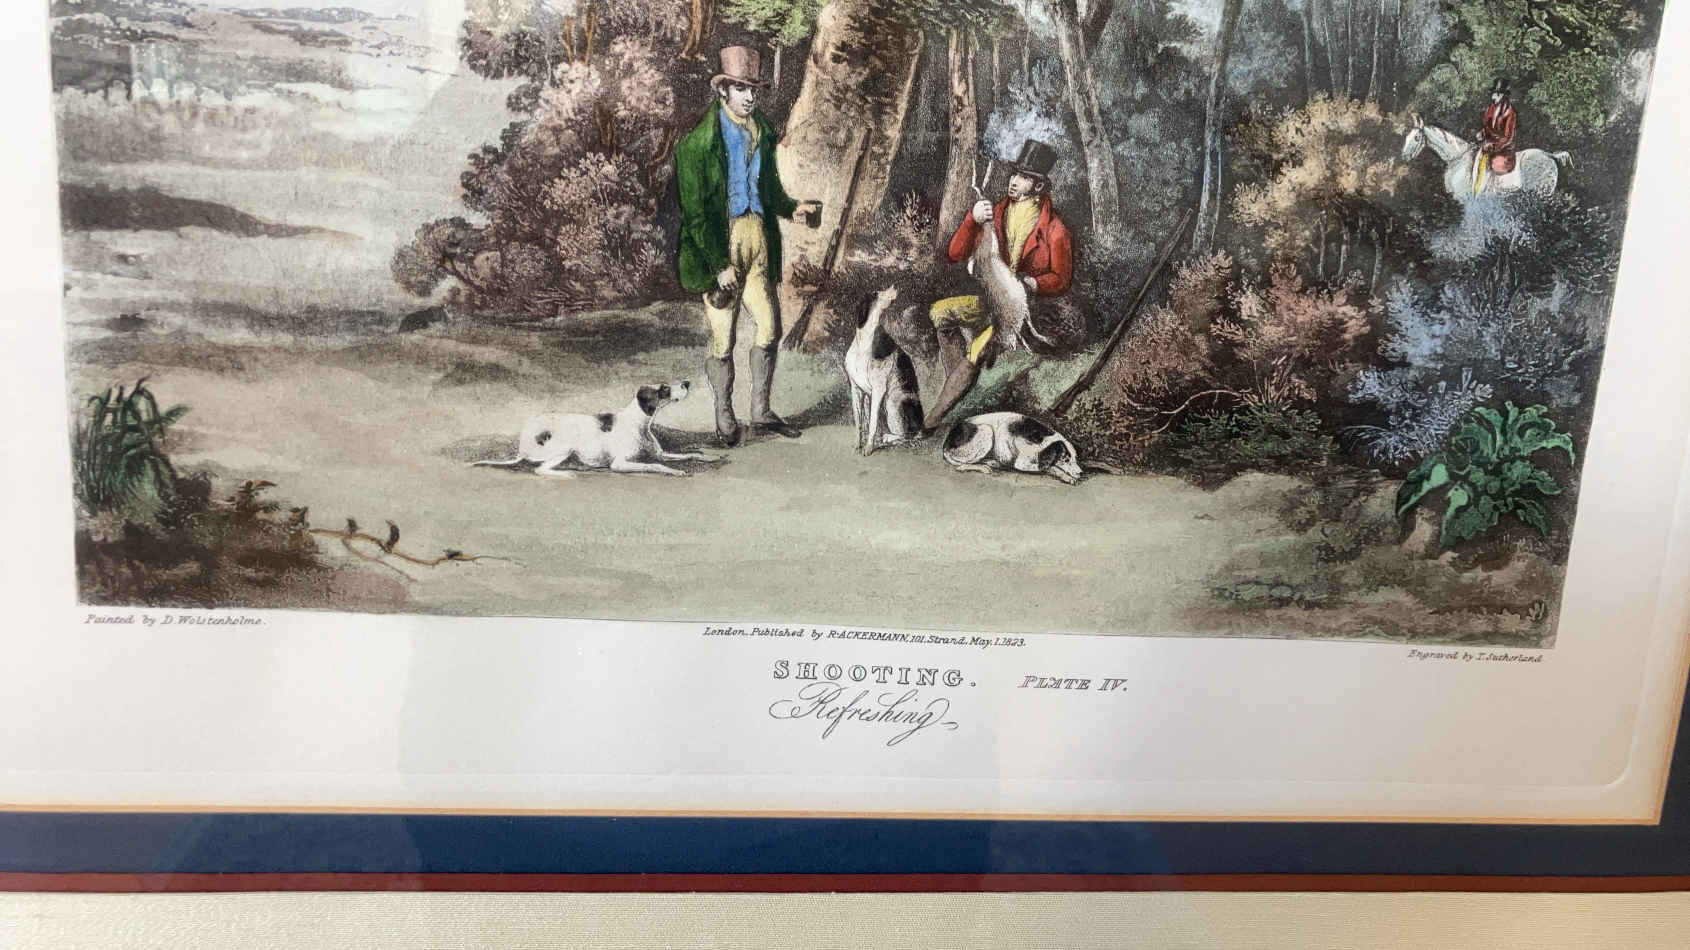 Painted by D. Wolstenholme.
London, Published by R. ACKERMANN, 101, Strand, May, 1, 1823.
Engraved by T. Sutherland
SHOOTING. PLATE IV.
Refreshing